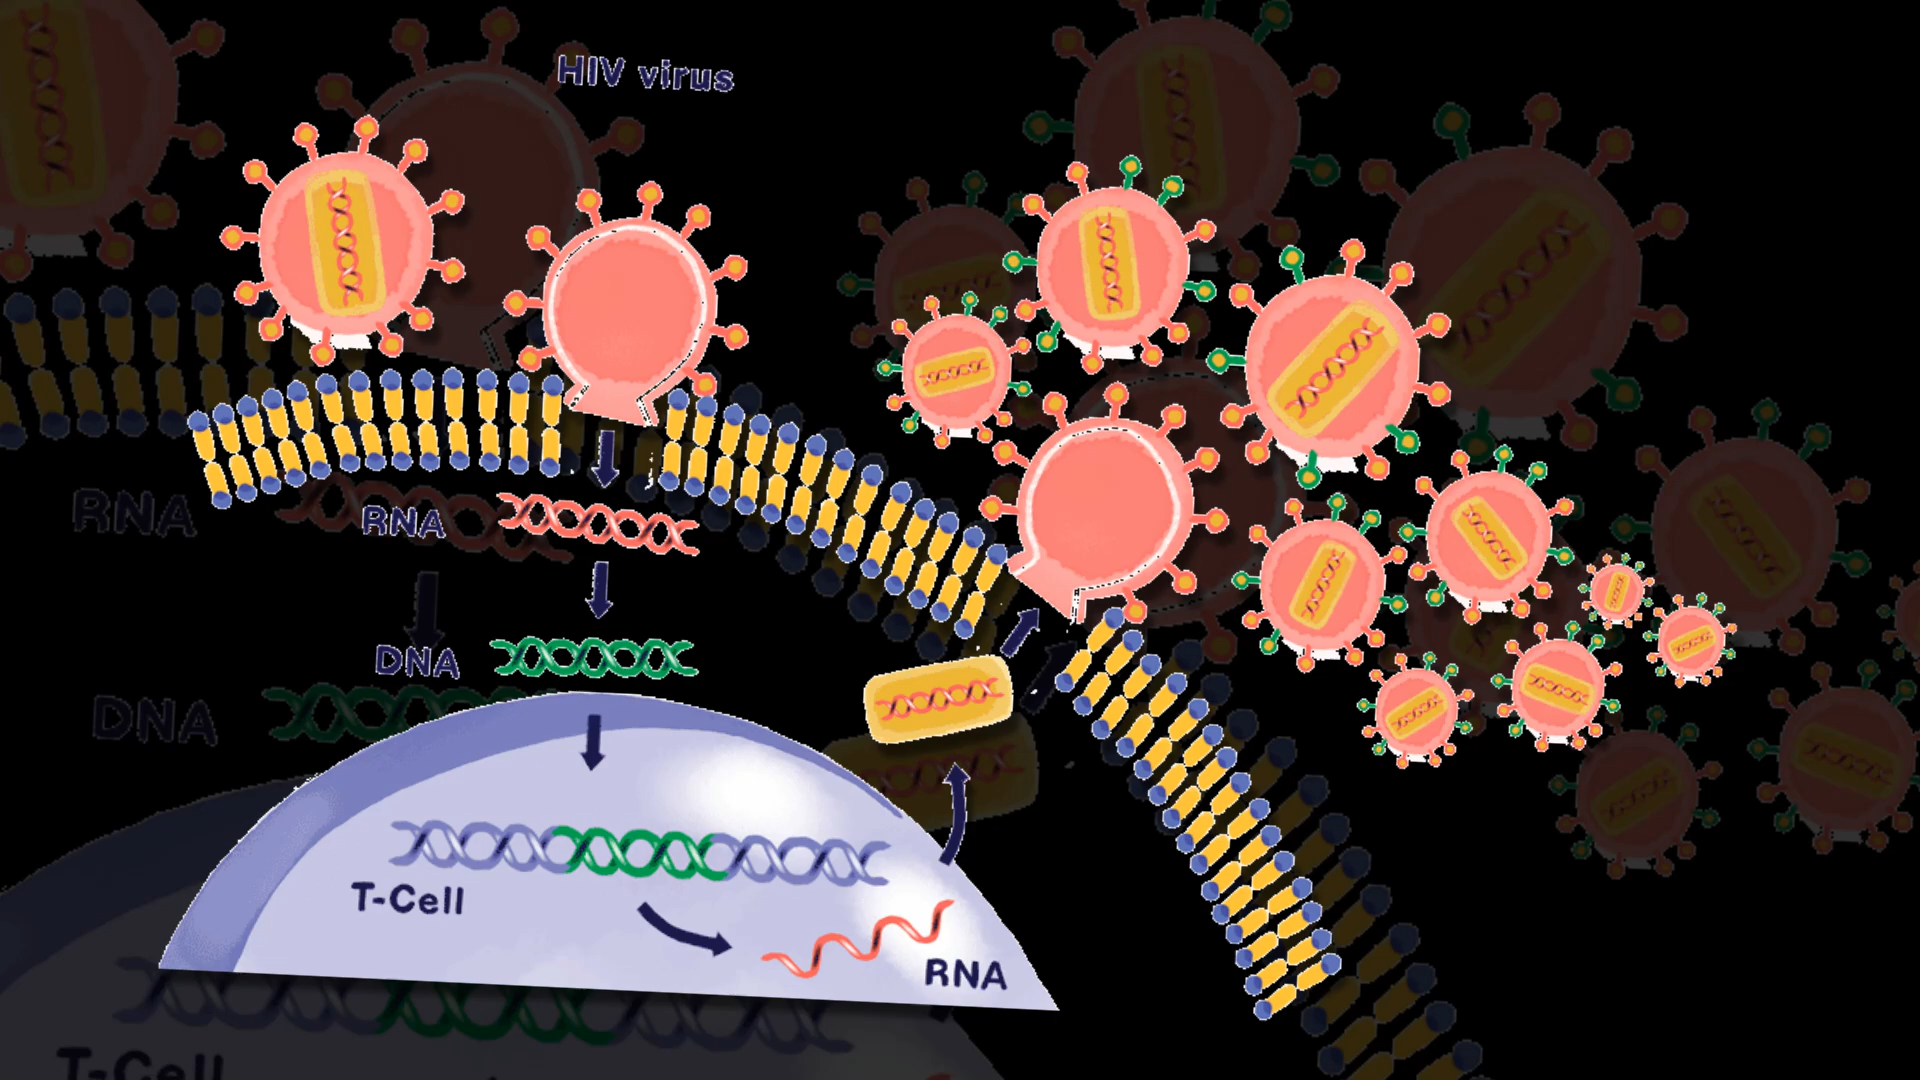 HIV virus
RNA
RNA
DNA
DNA
T-Cell
RNA
T-Cell